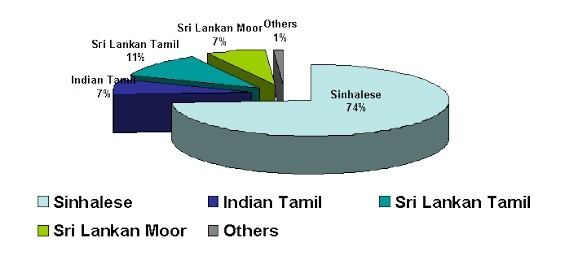 Others
1%
Sri Lankan Moor
7%
Sri Lankan Tamil
11%
Indian Tamil
7%
Sinhalese
74%
Sinhalese Indian Tamil Sri Lankan Tamil
Sri Lankan Moor Others